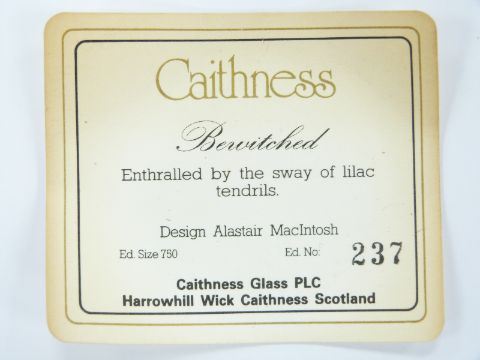 Caithness
Bewitched
Enthralled by the sway of lilac
tendrils.
Design Alastair MacIntosh
Ed. Size 750 Ed. No: 237
Caithness Glass PLC
Harrowhill Wick Caithness Scotland